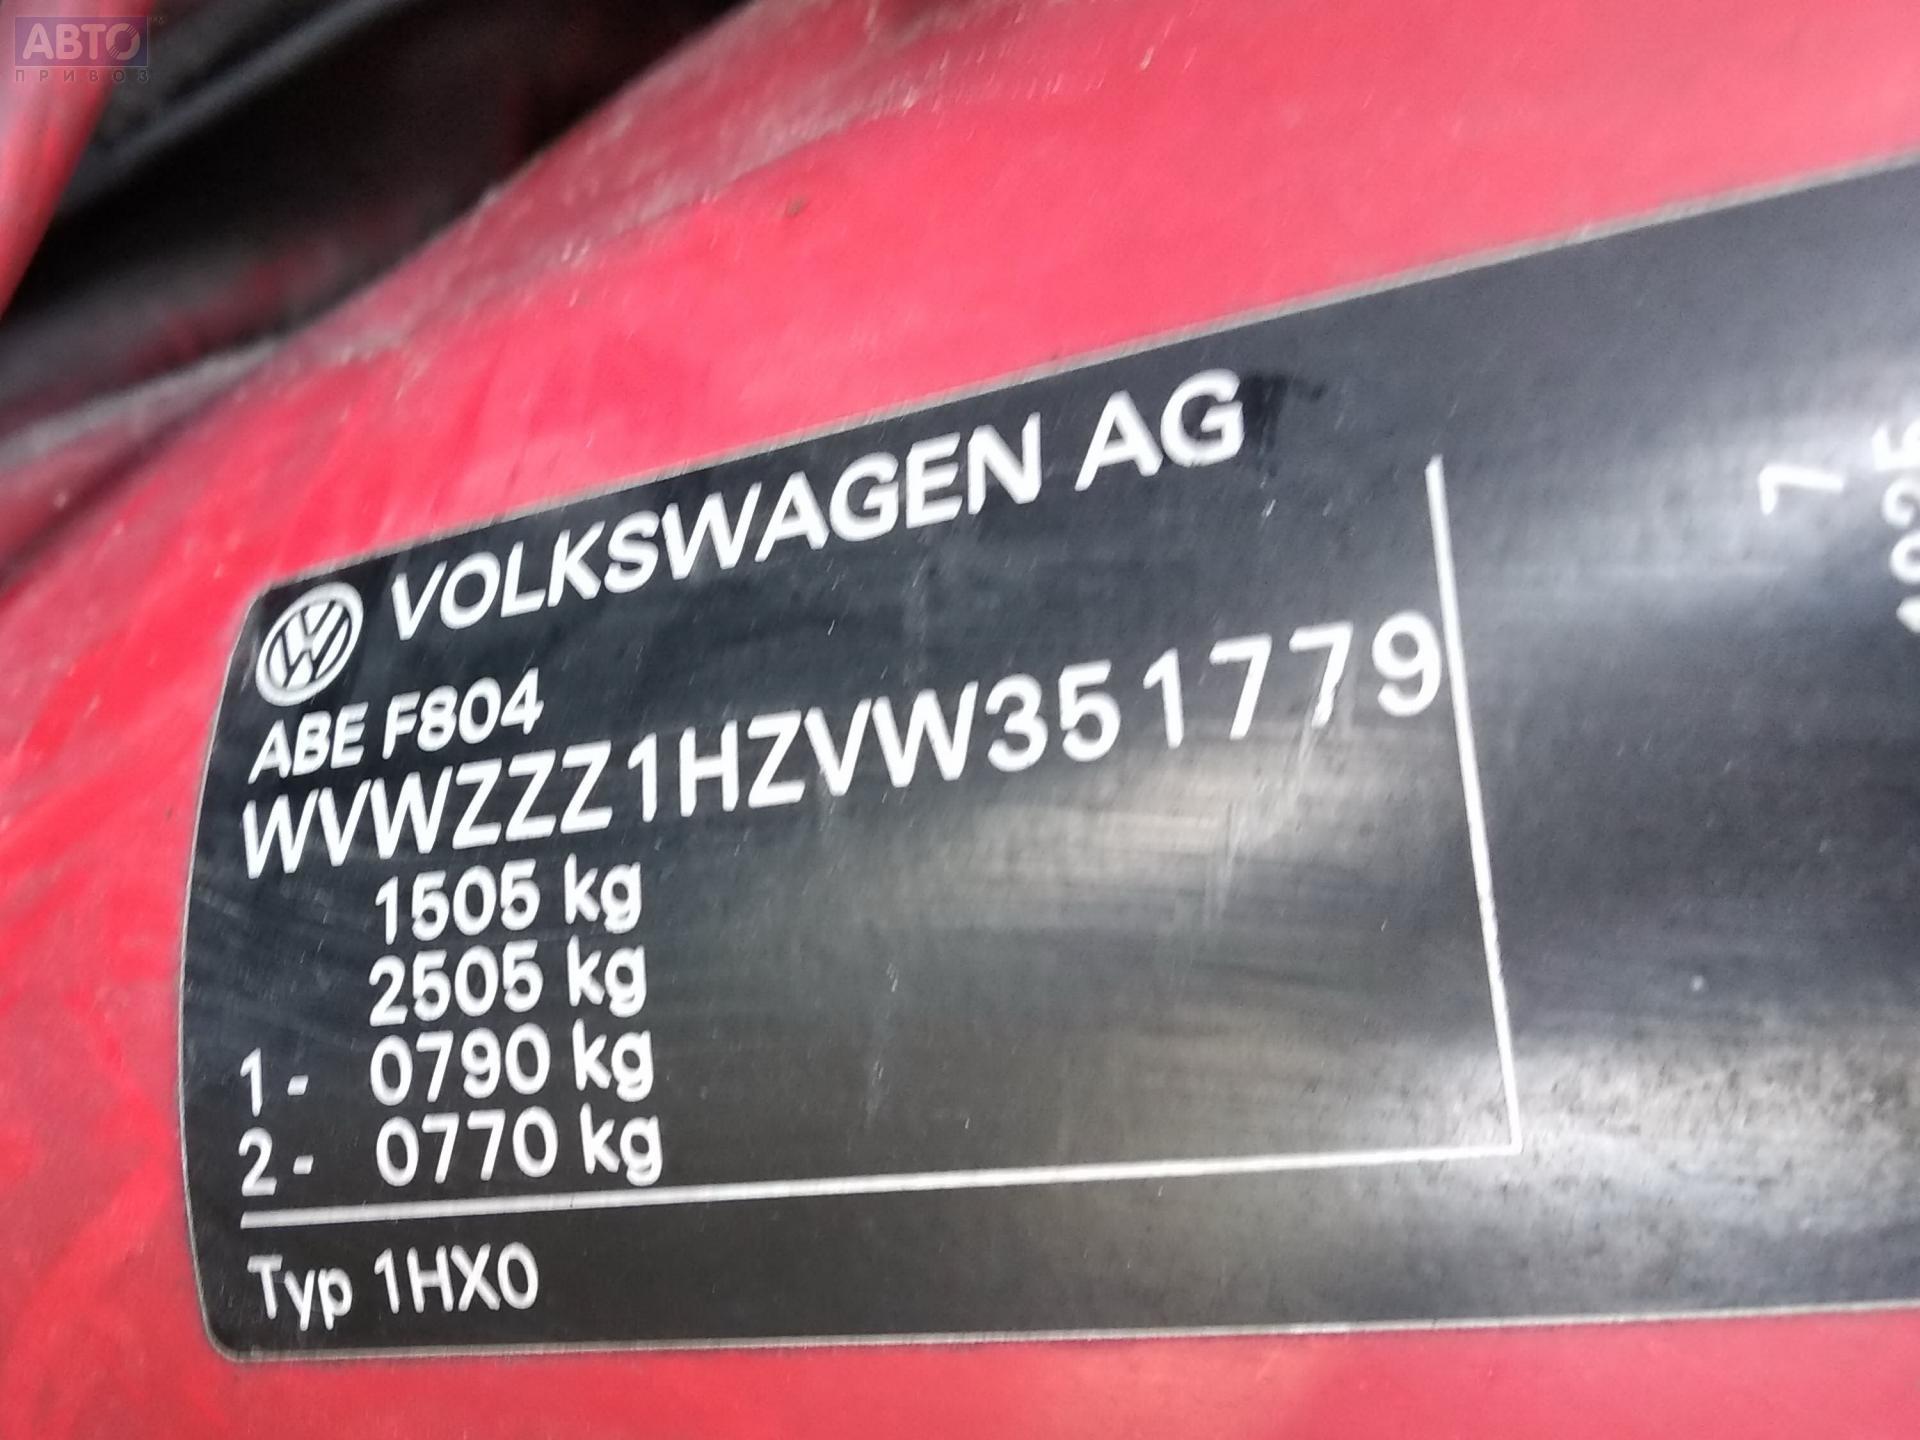 АВТО
ПРИВОЗ
VOLKSWAGEN AG
ABE F804
WVWZZZ1HZVW351779
1505 kg
2505 kg
1- 0790 kg
2- 0770 kg
Typ 1HX0